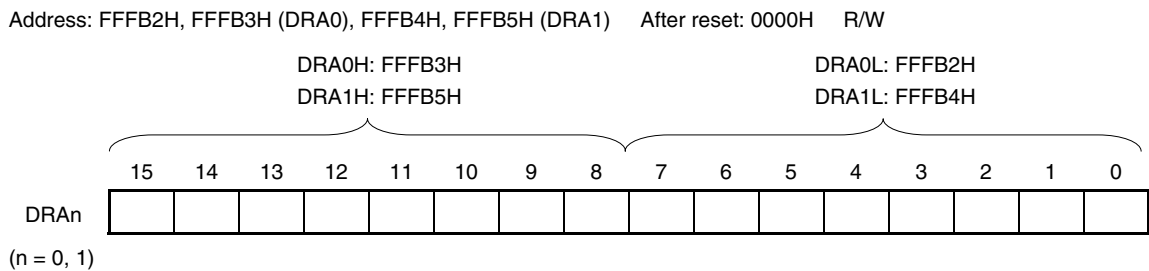 Address: FFFB2H, FFFB3H (DRA0), FFFB4H, FFFB5H (DRA1) After reset: 0000H R/W
DRA0H: FFFB3H DRA0L: FFFB2H
DRA1H: FFFB5H DRA1L: FFFB4H
15 14 13 12 11 10 9 8 7 6 5 4 3 2 1 0
DRAn
(n = 0, 1)